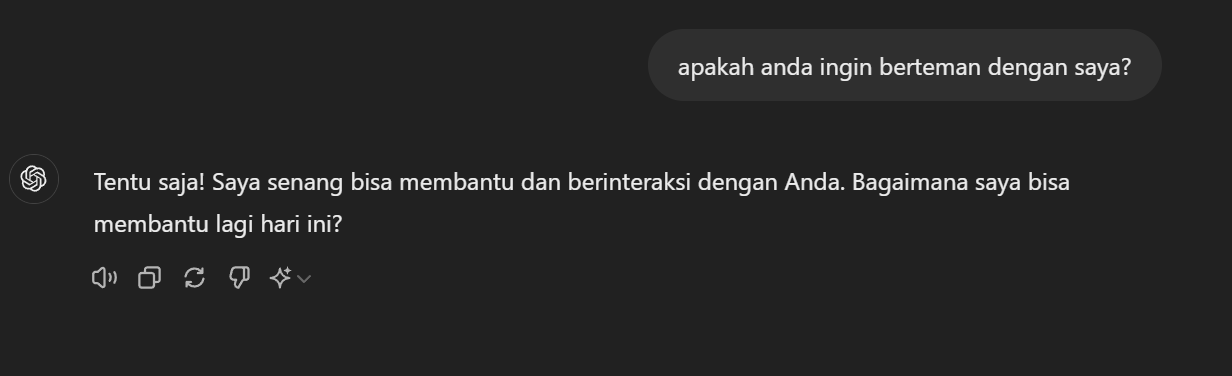 apakah anda ingin berteman dengan saya?
Tentu saja! Saya senang bisa membantu dan berinteraksi dengan Anda. Bagaimana saya bisa
membantu lagi hari ini?